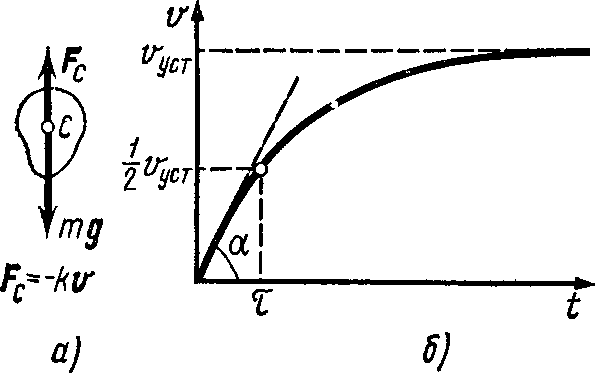 F_C
C
mg
F_C=-kv
а)
v
v_уст
1/2 v_уст
α
τ
t
б)